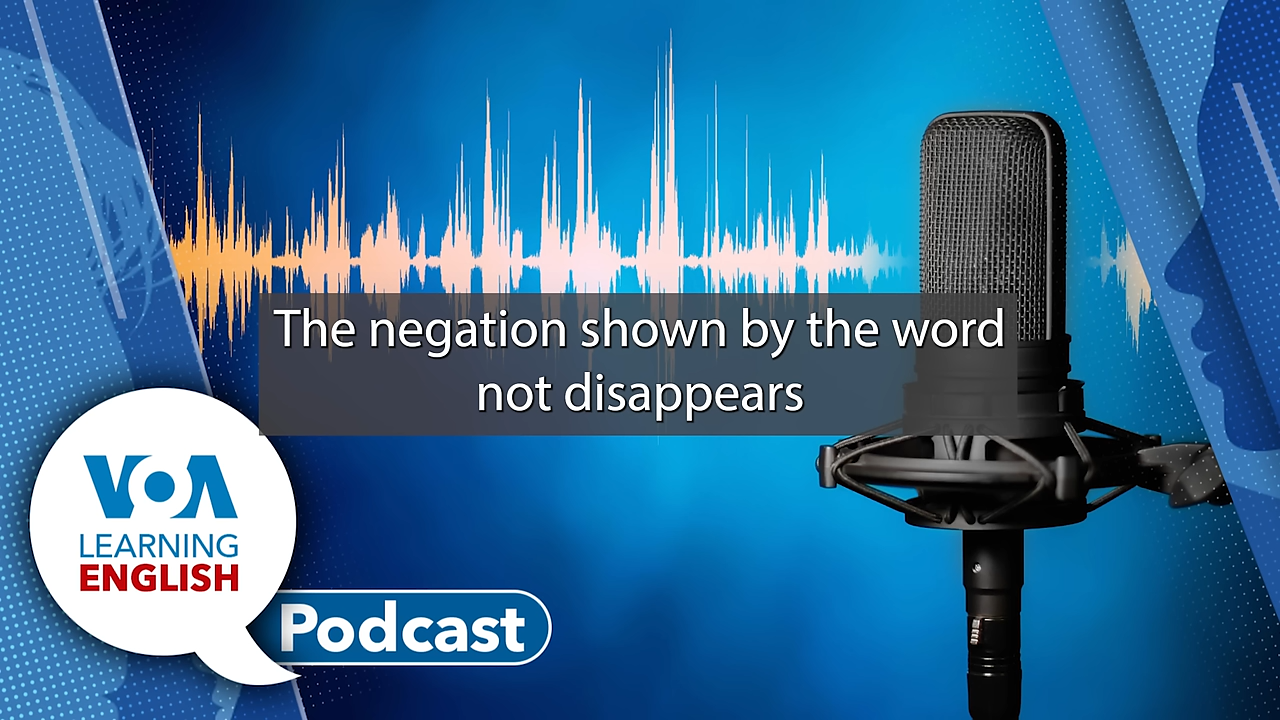 The negation shown by the word
not disappears
VOA
LEARNING
ENGLISH
Podcast